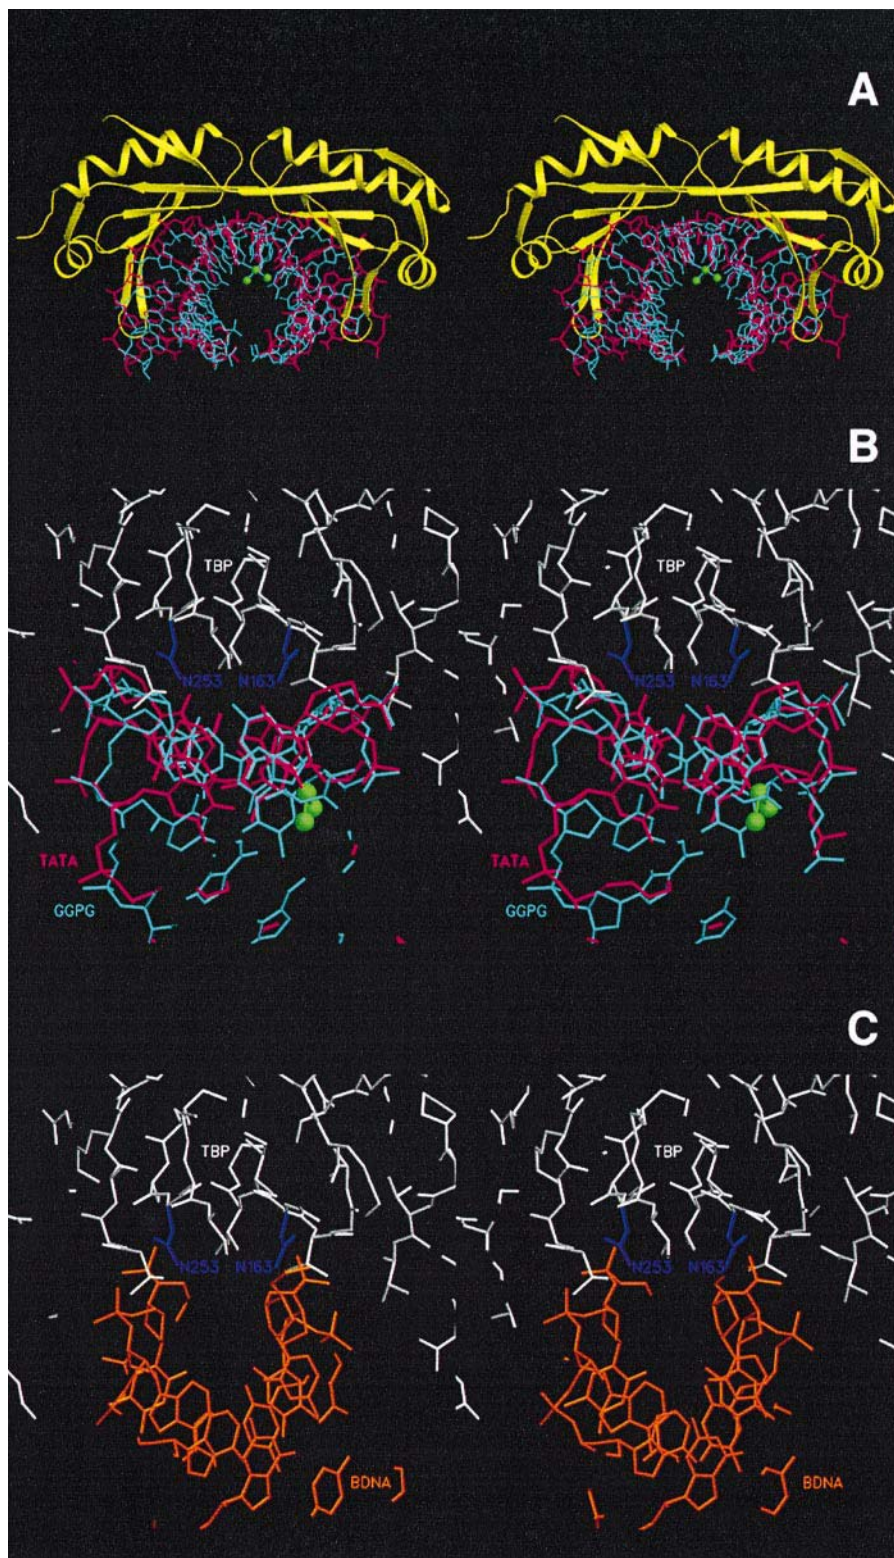 A
B
TBP
TBP
N253 N163
N253 N163
TATA
TATA
GGPG
GGPG
C
TBP
TBP
N253 N163
N253 N163
BDNA
BDNA